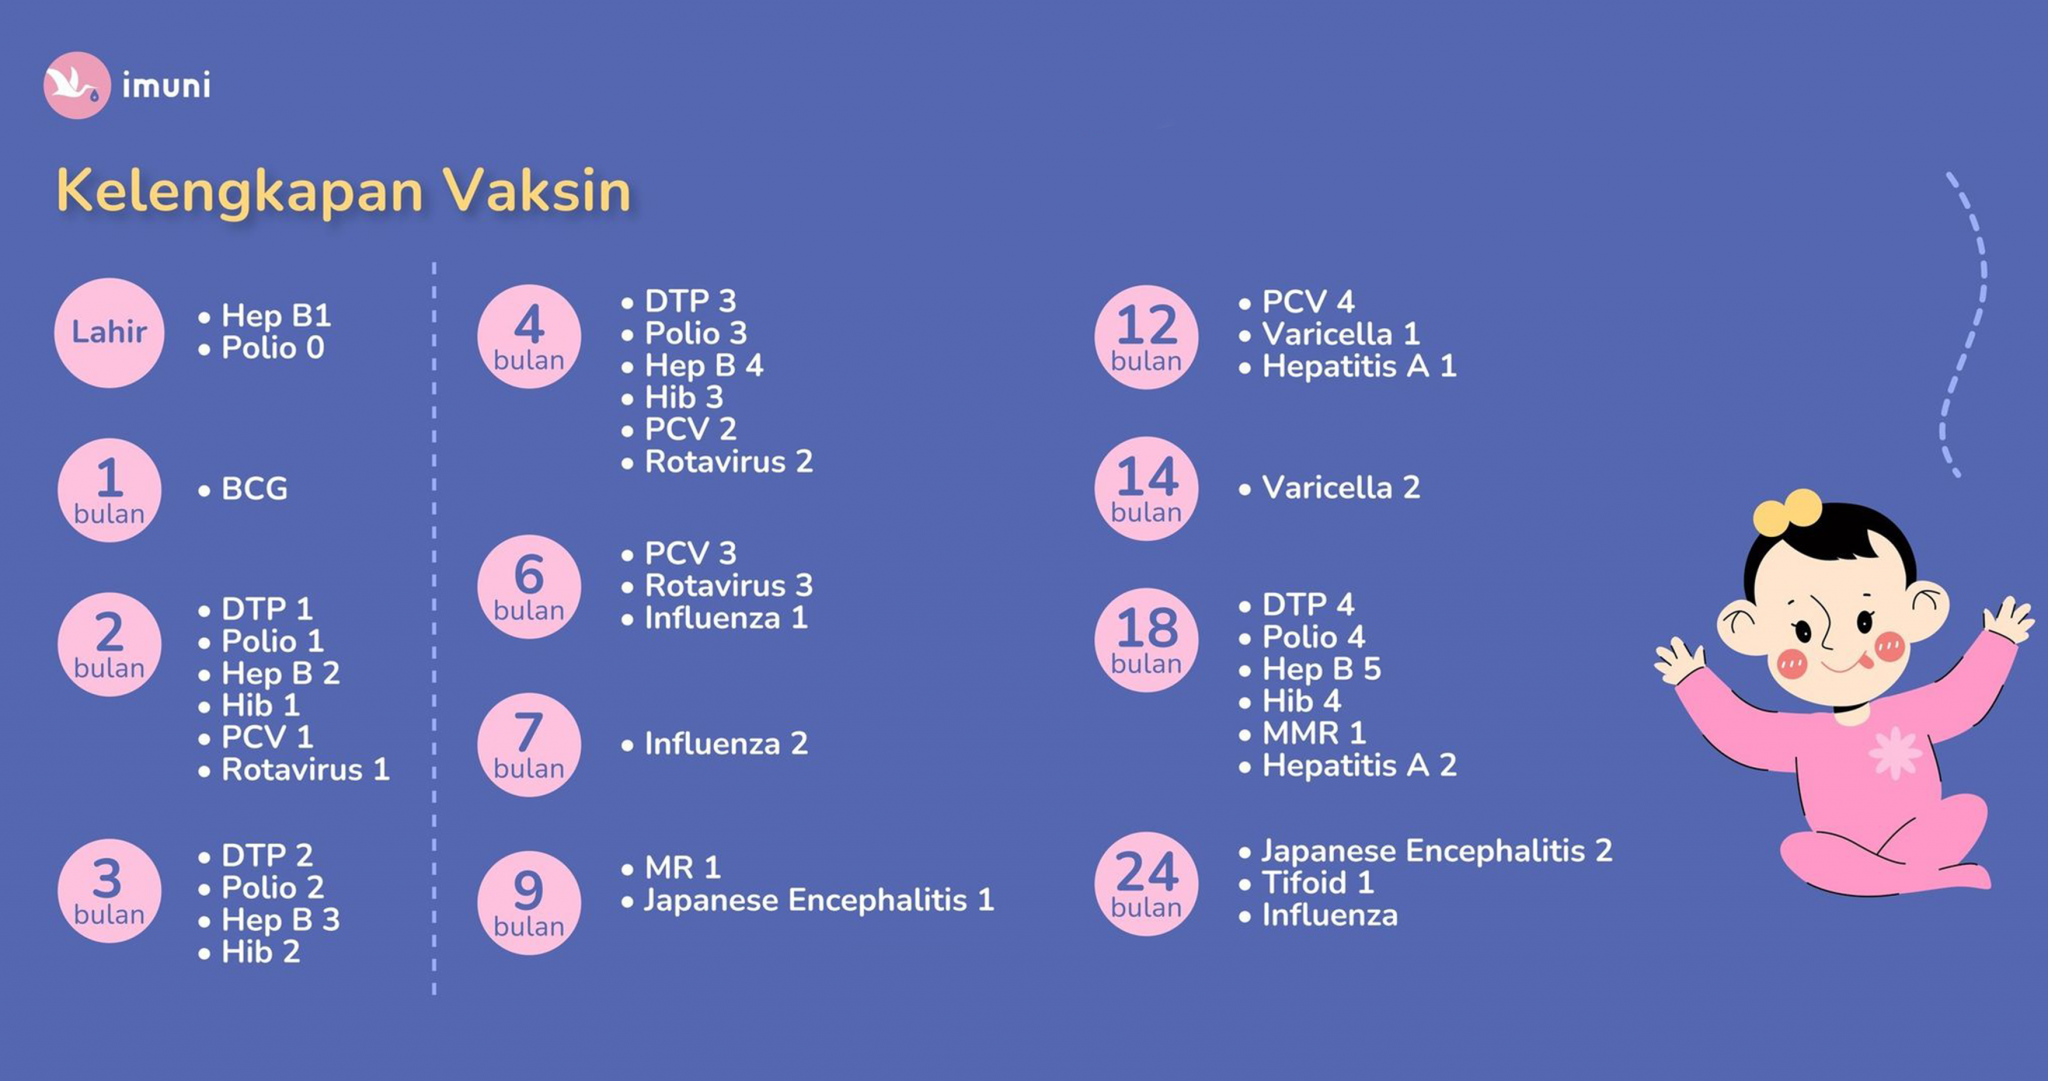 imuni
Kelengkapan Vaksin
Lahir
• Hep B1
• Polio 0
1
bulan
• BCG
2
bulan
• DTP 1
• Polio 1
• Hep B 2
• Hib 1
• PCV 1
• Rotavirus 1
3
bulan
• DTP 2
• Polio 2
• Hep B 3
• Hib 2
4
bulan
• DTP 3
• Polio 3
• Hep B 4
• Hib 3
• PCV 2
• Rotavirus 2
6
bulan
• PCV 3
• Rotavirus 3
• Influenza 1
7
bulan
• Influenza 2
9
bulan
• MR 1
• Japanese Encephalitis 1
12
bulan
• PCV 4
• Varicella 1
• Hepatitis A 1
14
bulan
• Varicella 2
18
bulan
• DTP 4
• Polio 4
• Hep B 5
• Hib 4
• MMR 1
• Hepatitis A 2
24
bulan
• Japanese Encephalitis 2
• Tifoid 1
• Influenza